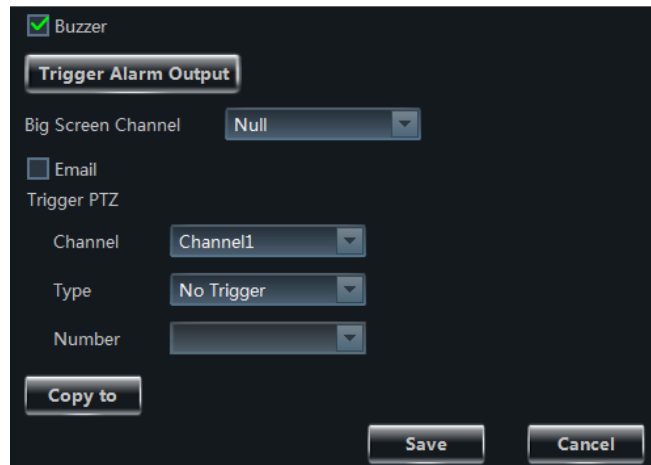 Buzzer
Trigger Alarm Output
Big Screen Channel Null
Email
Trigger PTZ
Channel Channel1
Type No Trigger
Number
Copy to
Save Cancel